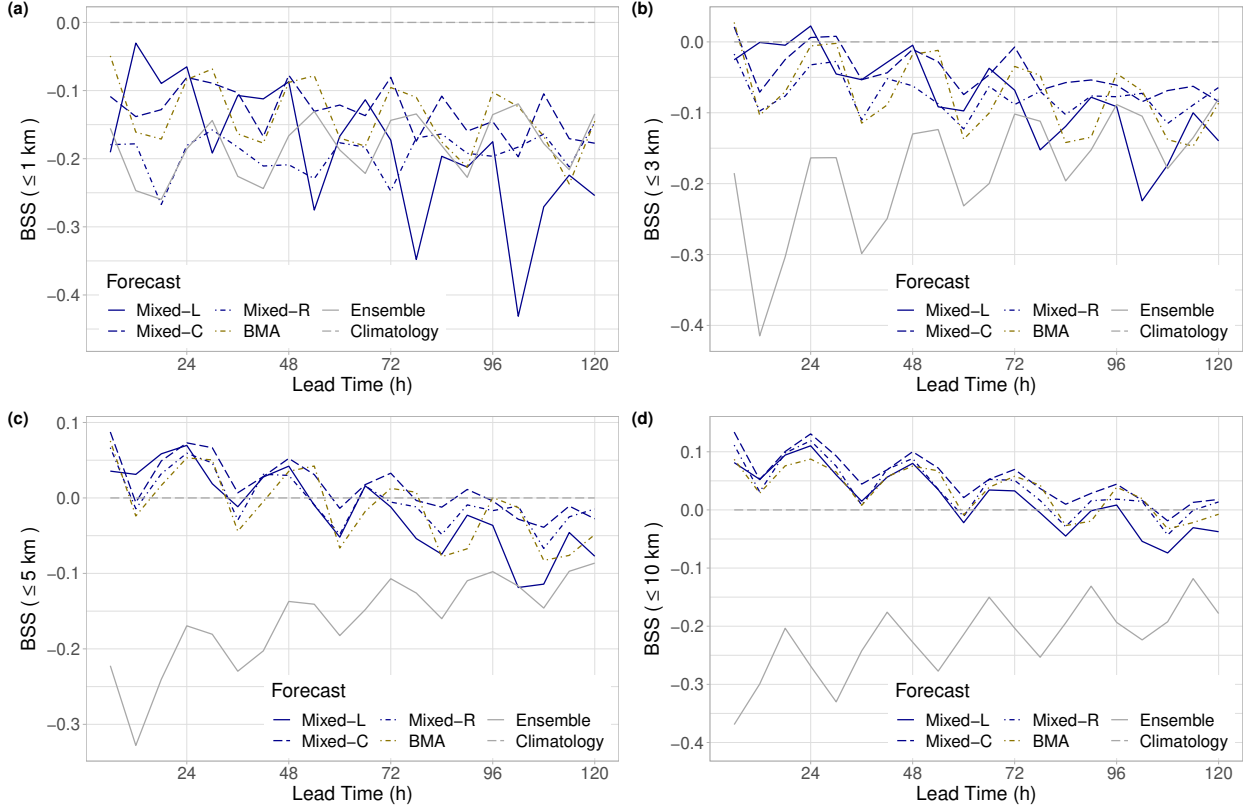 (a)
BSS ( ≤ 1 km )
0.0
−0.1
−0.2
−0.3
−0.4
Forecast
Mixed−L Mixed−R Ensemble
Mixed−C BMA Climatology
24 48 72 96 120
Lead Time (h)
(b)
BSS ( ≤ 3 km )
0.0
−0.1
−0.2
−0.3
−0.4
Forecast
Mixed−L Mixed−R Ensemble
Mixed−C BMA Climatology
24 48 72 96 120
Lead Time (h)
(c)
BSS ( ≤ 5 km )
0.1
0.0
−0.1
−0.2
−0.3
Forecast
Mixed−L Mixed−R Ensemble
Mixed−C BMA Climatology
24 48 72 96 120
Lead Time (h)
(d)
BSS ( ≤ 10 km )
0.1
0.0
−0.1
−0.2
−0.3
−0.4
Forecast
Mixed−L Mixed−R Ensemble
Mixed−C BMA Climatology
24 48 72 96 120
Lead Time (h)